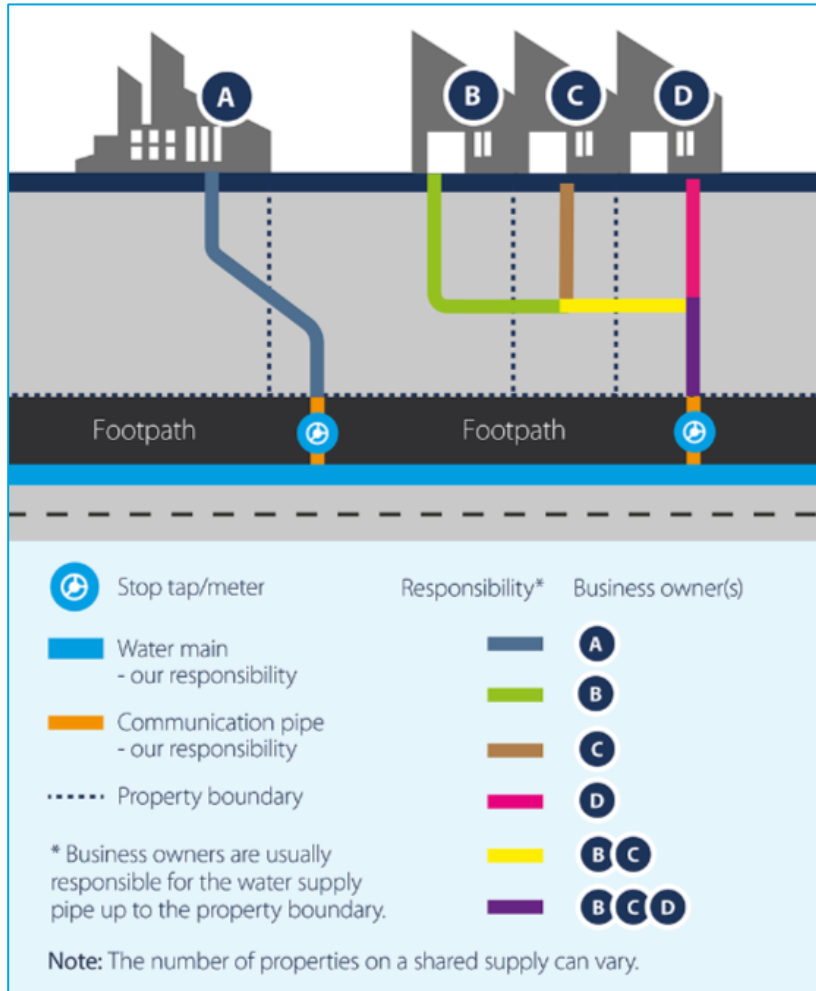 A
B
C
D
Footpath
Footpath
Stop tap/meter
Responsibility*
Business owner(s)
Water main
- our responsibility
A
B
Communication pipe
- our responsibility
C
Property boundary
D
* Business owners are usually
responsible for the water supply
pipe up to the property boundary.
B C
B C D
Note: The number of properties on a shared supply can vary.